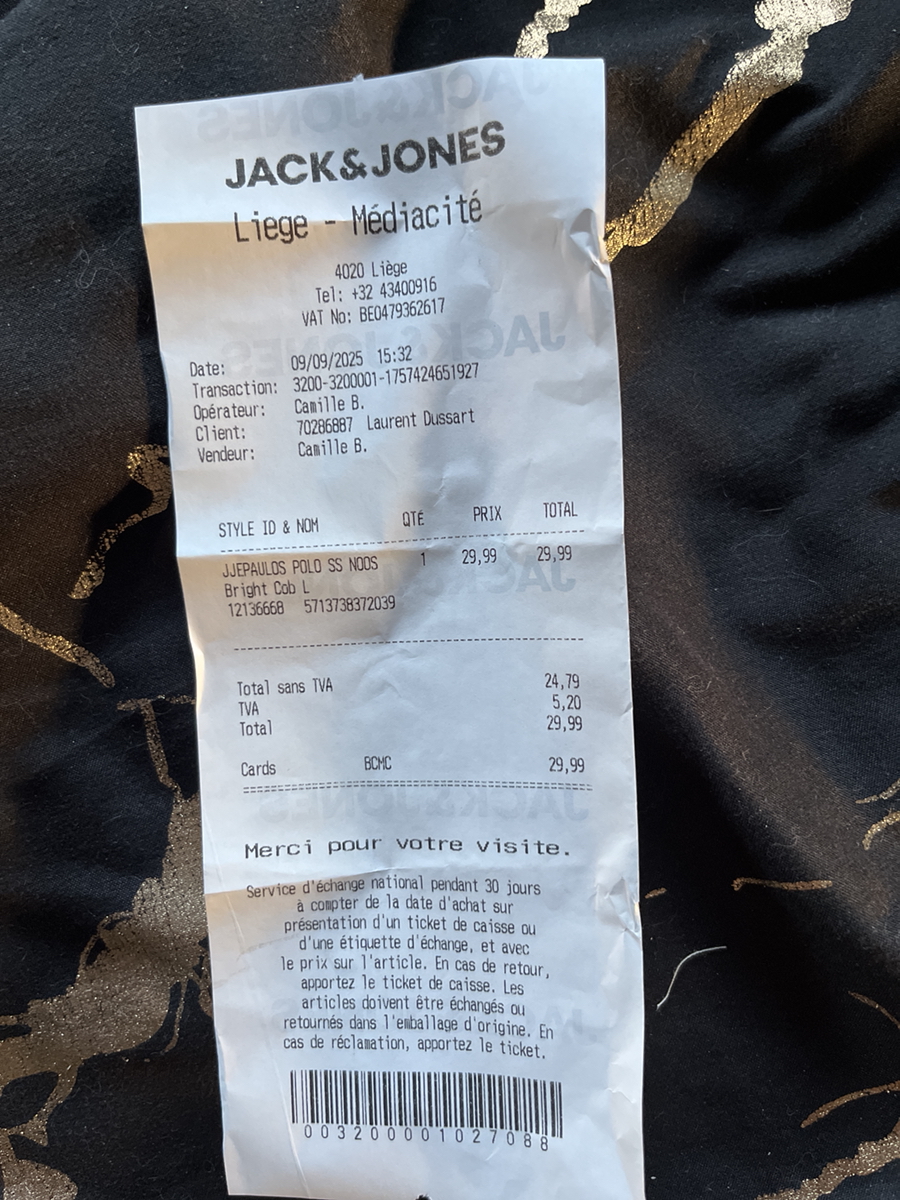 JACK&JONES
Liege - Médiacité
4020 Liège
Tel: +32 43400916
VAT No: BE0479362617
Date: 09/09/2025 15:32
Transaction: 3200-3200001-1757424651927
Opérateur: Camille B.
Client: 70286887 Laurent Dussart
Vendeur: Camille B.
STYLE ID & NOM QTÉ PRIX TOTAL
JJEPAULOS POLO SS NOOS 1 29,99 29,99
Bright Cob L
12136668 5713738372039
Total sans TVA 24,79
TVA 5,20
Total 29,99
Cards BCMC 29,99
Merci pour votre visite.
Service d'échange national pendant 30 jours
à compter de la date d'achat sur
présentation d'un ticket de caisse ou
d'une étiquette d'échange, et avec
le prix sur l'article. En cas de retour,
apportez le ticket de caisse. Les
articles doivent être échangés ou
retournés dans l'emballage d'origine. En
cas de réclamation, apportez le ticket.
003200001027088